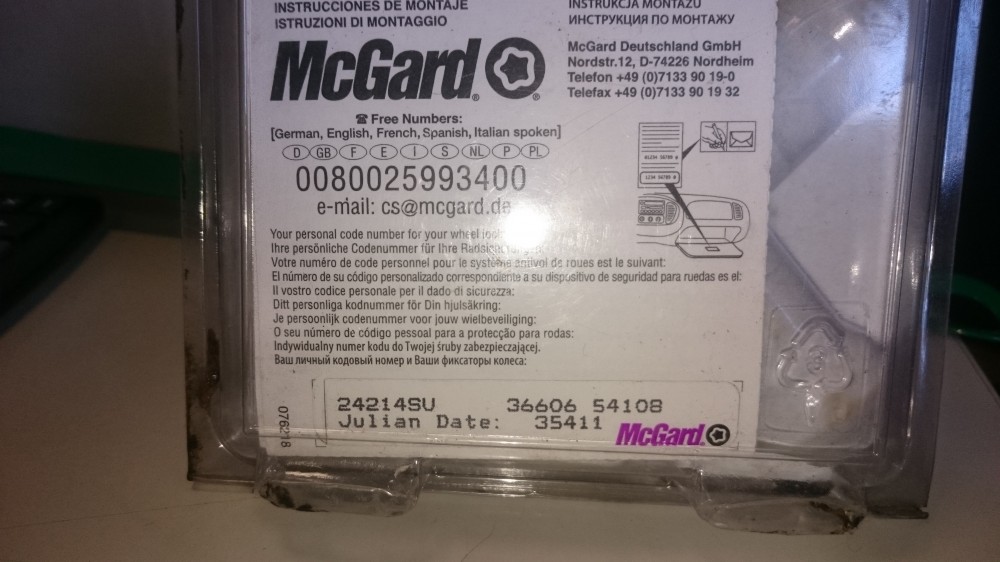 INSTRUCCIONES DE MONTAJE
ISTRUZIONI DI MONTAGGIO
INSTRUKCJA MONTAŻU
ИНСТРУКЦИЯ ПО МОНТАЖУ
McGard®
McGard Deutschland GmbH
Nordstr.12, D-74226 Nordheim
Telefon +49 (0)7133 90 19-0
Telefax +49 (0)7133 90 19 32
☎ Free Numbers:
[German, English, French, Spanish, Italian spoken]
D GB F E I S NL P PL
0080025993400
e-mail: cs@mcgard.de
Your personal code number for your wheel
Ihre persönliche Codenummer für Ihre
Votre numéro de code personnel pour le système antivol de roues est le suivant:
El número de su código personalizado correspondiente a su dispositivo de seguridad para ruedas es el:
Il vostro codice personale per il dado di sicurezza:
Ditt personliga kodnummer för Din hjulsäkring:
Je persoonlijk codenummer voor jouw wielbeveiliging:
O seu número de código pessoal para a protecção para rodas:
Indywidualny numer kodu do Twojej śruby zabezpieczającej.
Ваш личный кодовый номер и Ваши фиксаторы колеса:
24214SU 36606 54108
Julian Date: 35411
McGard
076218